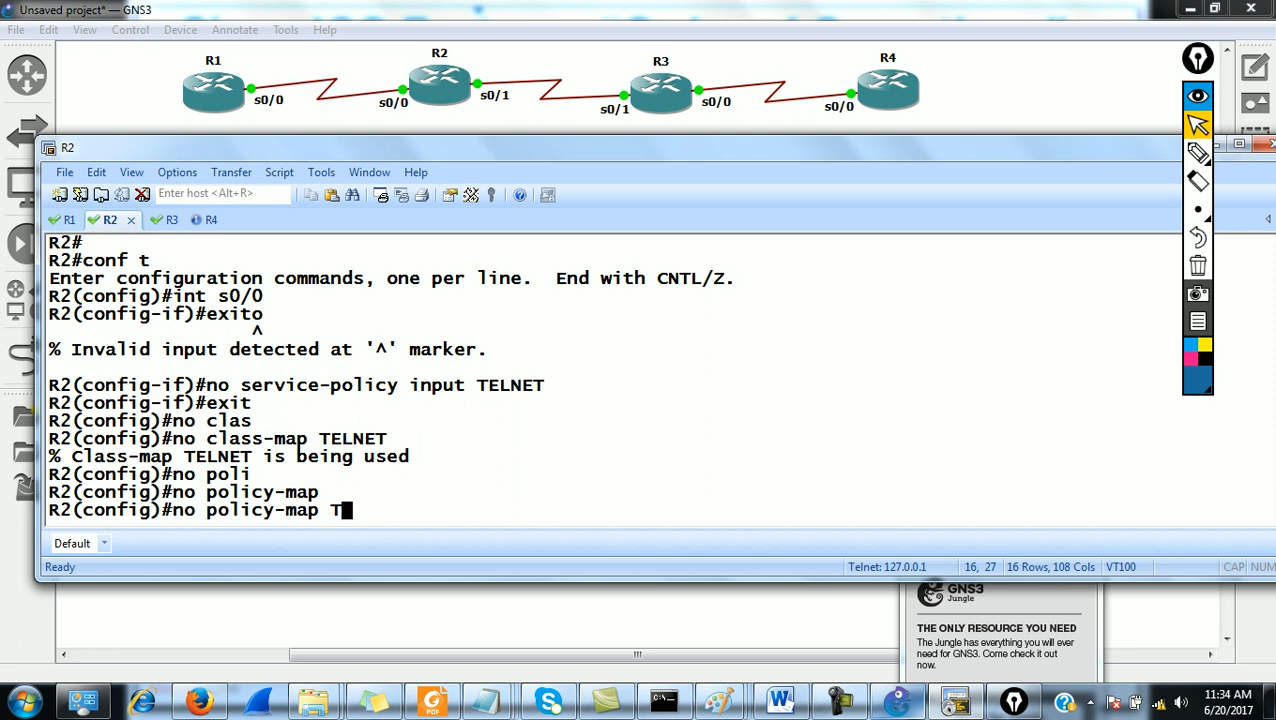 Unsaved project* — GNS3
File Edit View Control Device Annotate Tools Help
R1
R2
R3
R4
s0/0
s0/0
s0/1
s0/1
s0/0
s0/0
R2
File Edit View Options Transfer Script Tools Window Help
Enter host <Alt+R>
R1 R2 R3 R4
R2#
R2#conf t
Enter configuration commands, one per line.  End with CNTL/Z.
R2(config)#int s0/0
R2(config-if)#exito
^
% Invalid input detected at '^' marker.
R2(config-if)#no service-policy input TELNET
R2(config-if)#exit
R2(config)#no clas
R2(config)#no class-map TELNET
% Class-map TELNET is being used
R2(config)#no poli
R2(config)#no policy-map
R2(config)#no policy-map T
Default
Ready Telnet: 127.0.0.1 16, 27 16 Rows, 108 Cols VT100 CAP NUM
GNS3
Jungle
THE ONLY RESOURCE YOU NEED
The Jungle has everything you will ever
need for GNS3. Come check it out
now.
PDF
11:34 AM
6/20/2017